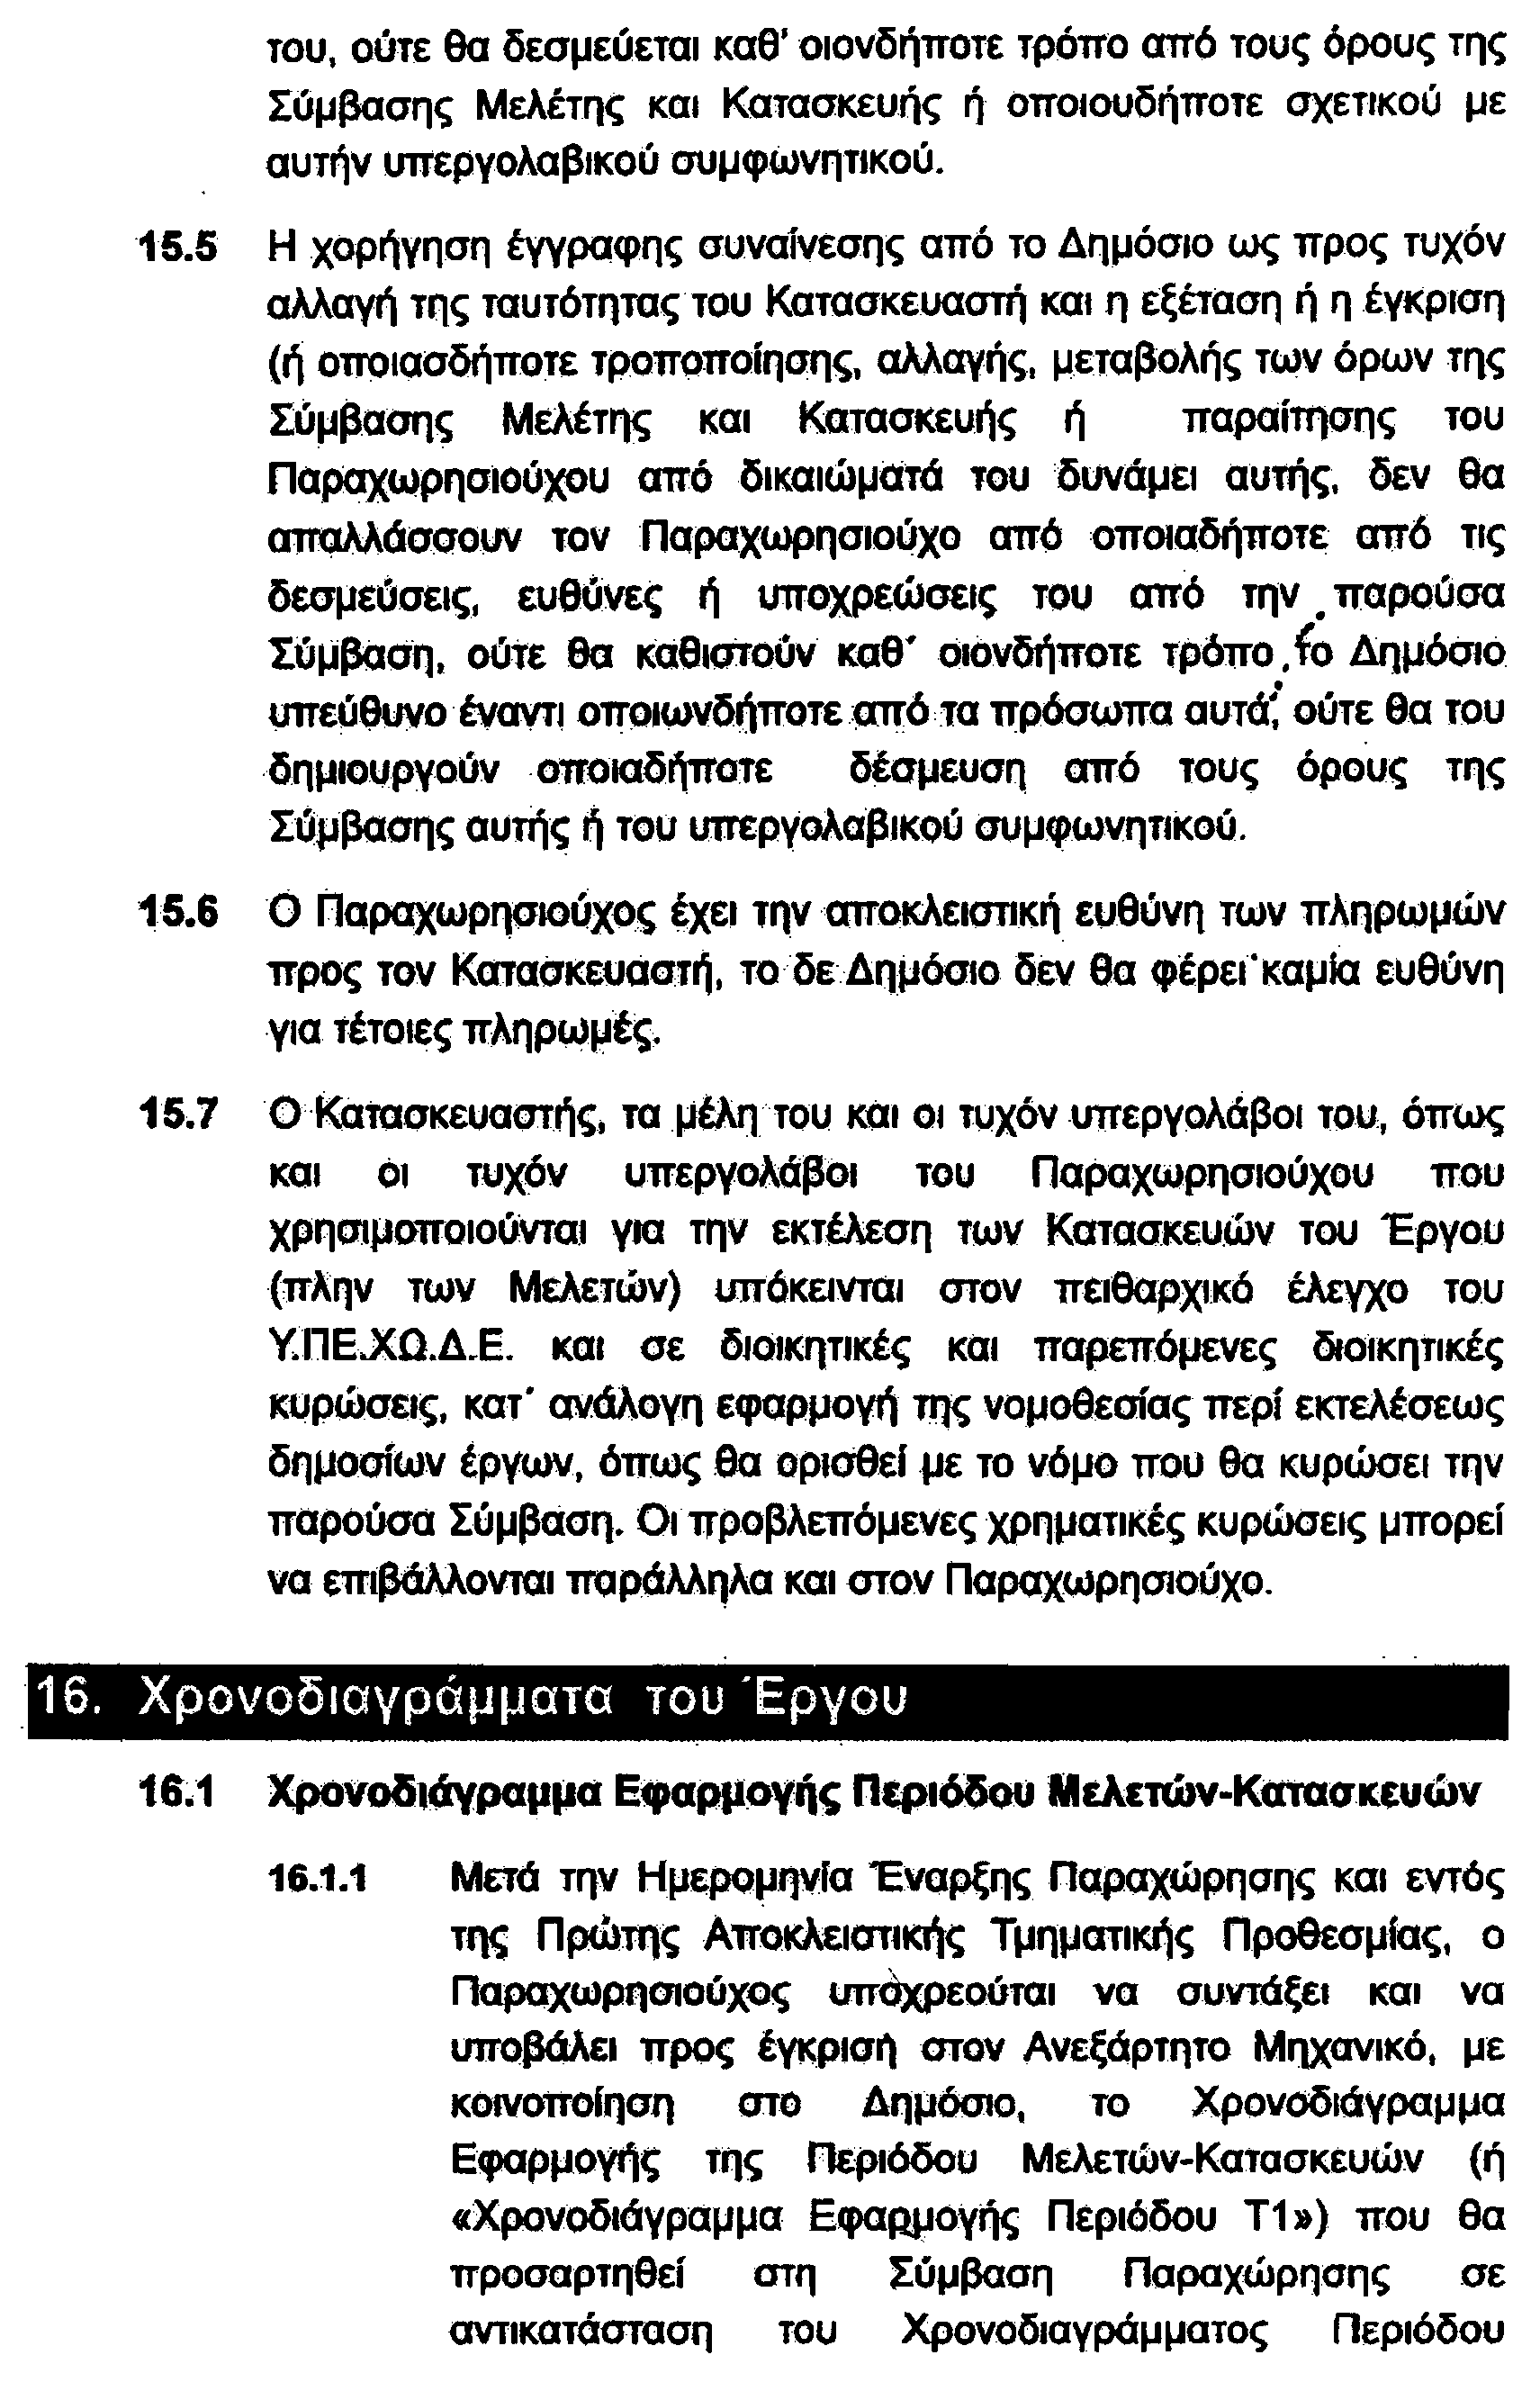 του, ούτε θα δεσμεύεται καθ' οιονδήποτε τρόπο από τους όρους της
Σύμβασης Μελέτης και Κατασκευής ή οποιουδήποτε σχετικού με
αυτήν υπεργολαβικού συμφωνητικού.
15.5 Η χορήγηση έγγραφης συναίνεσης από το Δημόσιο ως προς τυχόν
αλλαγή της ταυτότητας του Κατασκευαστή και η εξέταση ή η έγκριση
(ή οποιασδήποτε τροποποίησης, αλλαγής, μεταβολής των όρων της
Σύμβασης Μελέτης και Κατασκευής ή παραίτησης του
Παραχωρησιούχου από δικαιώματά του δυνάμει αυτής, δεν θα
απαλλάσσουν τον Παραχωρησιούχο από οποιαδήποτε από τις
δεσμεύσεις, ευθύνες ή υποχρεώσεις του από την παρούσα
Σύμβαση, ούτε θα καθιστούν καθ' οιονδήποτε τρόπο το Δημόσιο
υπεύθυνο έναντι οποιωνδήποτε από τα πρόσωπα αυτά, ούτε θα του
δημιουργούν οποιαδήποτε δέσμευση από τους όρους της
Σύμβασης αυτής ή του υπεργολαβικού συμφωνητικού.
15.6 Ο Παραχωρησιούχος έχει την αποκλειστική ευθύνη των πληρωμών
προς τον Κατασκευαστή, το δε Δημόσιο δεν θα φέρει καμία ευθύνη
για τέτοιες πληρωμές.
15.7 Ο Κατασκευαστής, τα μέλη του και οι τυχόν υπεργολάβοι του, όπως
και οι τυχόν υπεργολάβοι του Παραχωρησιούχου που
χρησιμοποιούνται για την εκτέλεση των Κατασκευών του Έργου
(πλην των Μελετών) υπόκεινται στον πειθαρχικό έλεγχο του
Υ.ΠΕ.ΧΩ.Δ.Ε. και σε διοικητικές και παρεπόμενες διοικητικές
κυρώσεις, κατ' ανάλογη εφαρμογή της νομοθεσίας περί εκτελέσεως
δημοσίων έργων, όπως θα ορισθεί με το νόμο που θα κυρώσει την
παρούσα Σύμβαση. Οι προβλεπόμενες χρηματικές κυρώσεις μπορεί
να επιβάλλονται παράλληλα και στον Παραχωρησιούχο.
16. Χρονοδιαγράμματα του Έργου
16.1 Χρονοδιάγραμμα Εφαρμογής Περιόδου Μελετών-Κατασκευών
16.1.1 Μετά την Ημερομηνία Έναρξης Παραχώρησης και εντός
της Πρώτης Αποκλειστικής Τμηματικής Προθεσμίας, ο
Παραχωρησιούχος υποχρεούται να συντάξει και να
υποβάλει προς έγκριση στον Ανεξάρτητο Μηχανικό, με
κοινοποίηση στο Δημόσιο, το Χρονοδιάγραμμα
Εφαρμογής της Περιόδου Μελετών-Κατασκευών (ή
«Χρονοδιάγραμμα Εφαρμογής Περιόδου Τ1») που θα
προσαρτηθεί στη Σύμβαση Παραχώρησης σε
αντικατάσταση του Χρονοδιαγράμματος Περιόδου